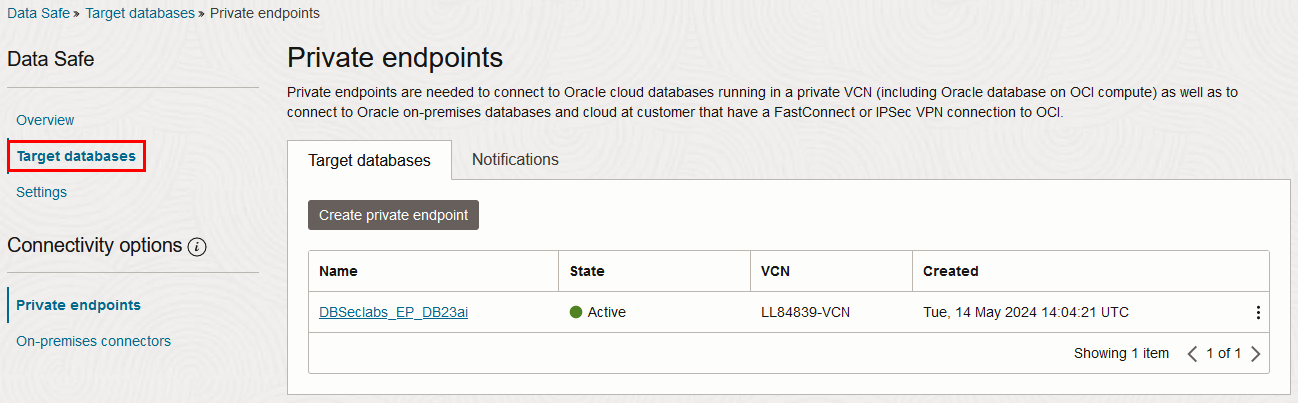 Data Safe » Target databases » Private endpoints
Data Safe
Overview
Target databases
Settings
Connectivity options i
Private endpoints
On-premises connectors
Private endpoints
Private endpoints are needed to connect to Oracle cloud databases running in a private VCN (including Oracle database on OCI compute) as well as to
connect to Oracle on-premises databases and cloud at customer that have a FastConnect or IPSec VPN connection to OCI.
Target databases Notifications
Create private endpoint
Name State VCN Created
DBSeclabs_EP_DB23ai Active LL84839-VCN Tue, 14 May 2024 14:04:21 UTC
Showing 1 item < 1 of 1 >